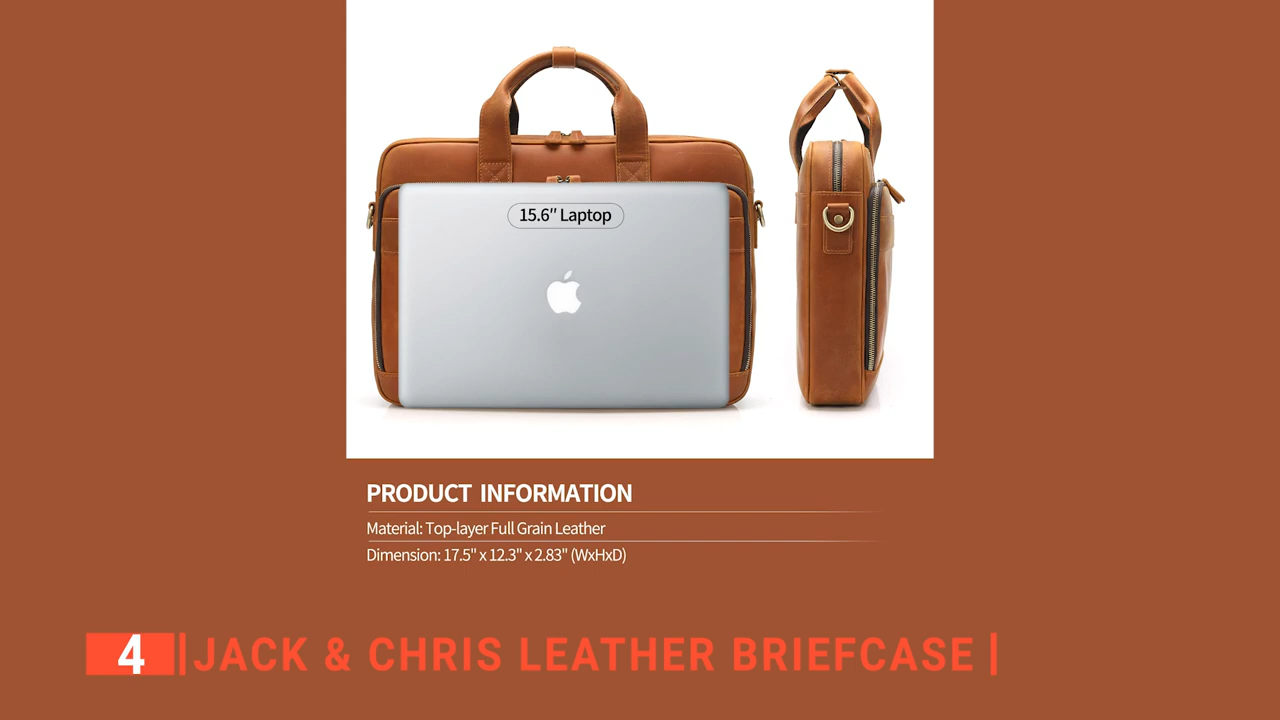 15.6" Laptop
PRODUCT INFORMATION
Material: Top-layer Full Grain Leather
Dimension: 17.5" x 12.3" x 2.83" (WxHxD)
4 | JACK & CHRIS LEATHER BRIEFCASE |